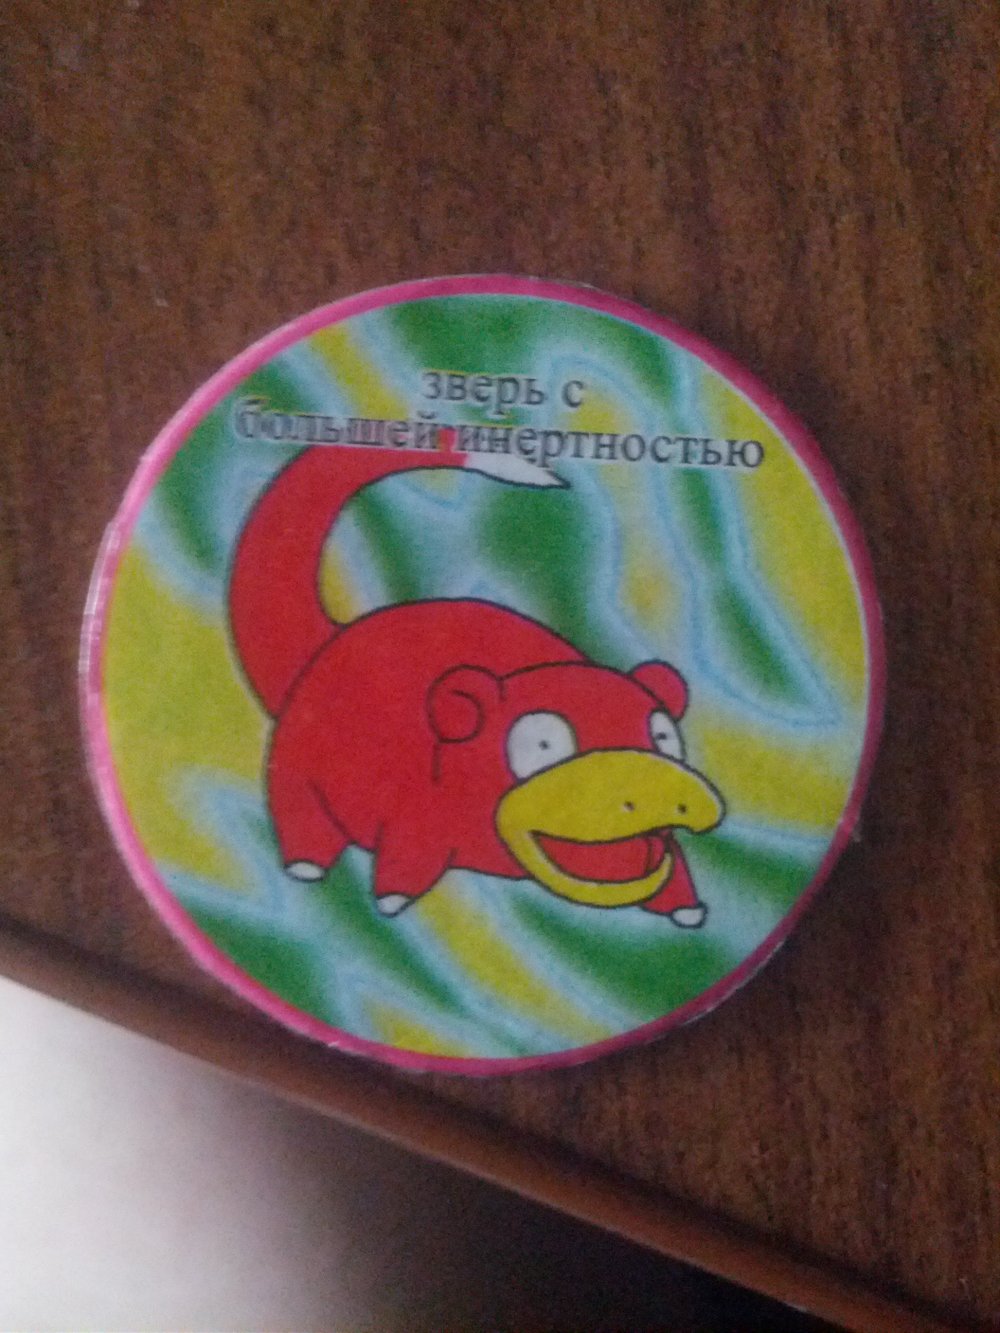 зверь с
большей инертностью